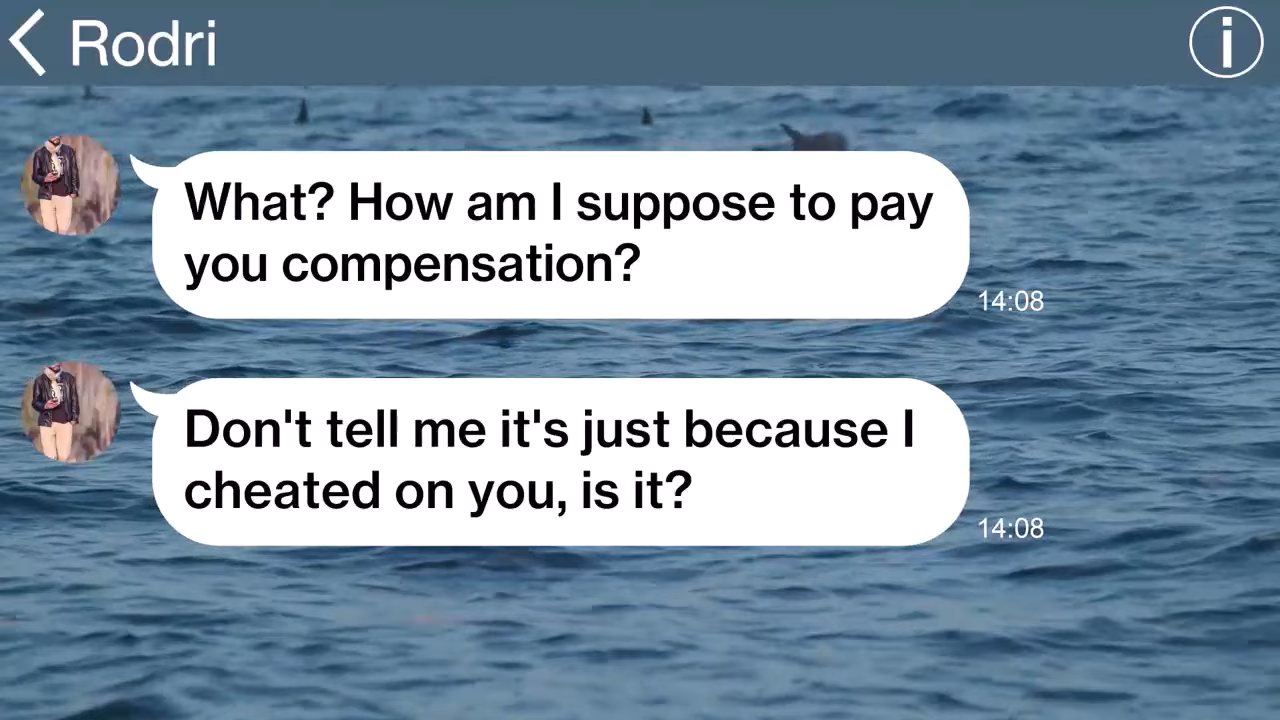 Rodri
What? How am I suppose to pay
you compensation?
14:08
Don't tell me it's just because I
cheated on you, is it?
14:08